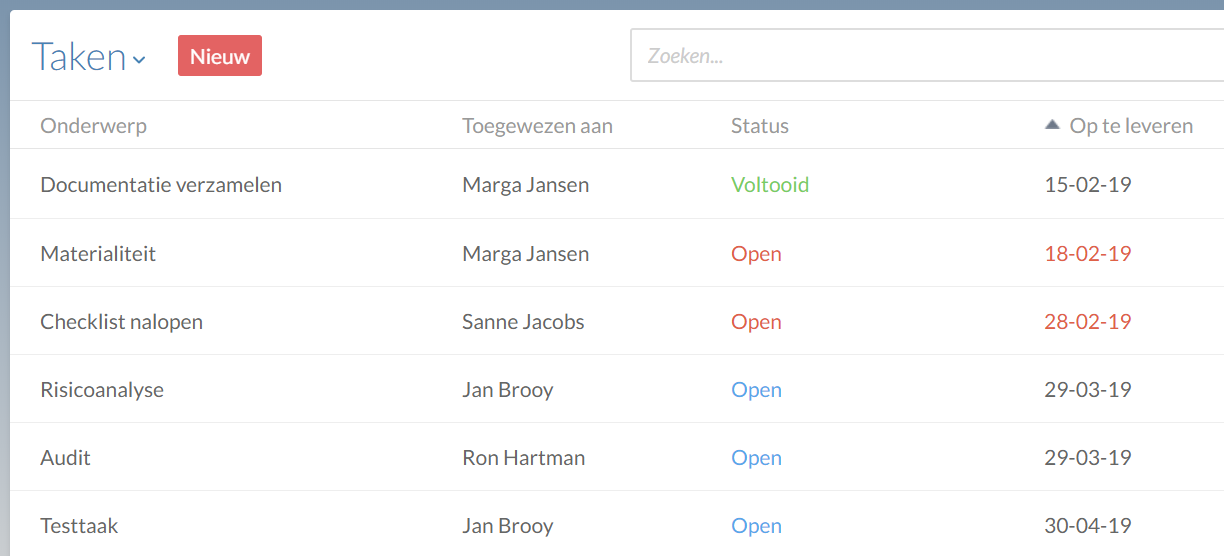 Taken Nieuw Zoeken...
Onderwerp Toegewezen aan Status Op te leveren
Documentatie verzamelen Marga Jansen Voltooid 15-02-19
Materialiteit Marga Jansen Open 18-02-19
Checklist nalopen Sanne Jacobs Open 28-02-19
Risicoanalyse Jan Brooy Open 29-03-19
Audit Ron Hartman Open 29-03-19
Testtaak Jan Brooy Open 30-04-19